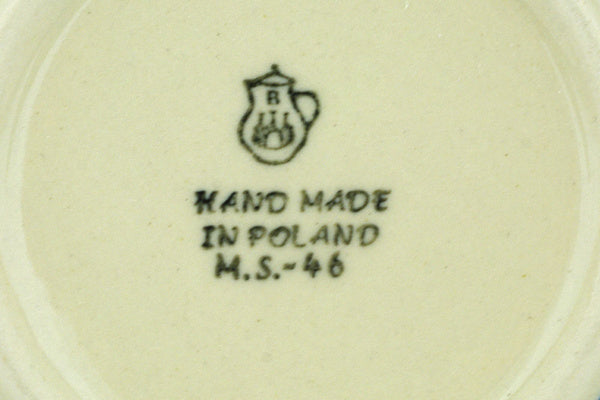 B
HAND MADE
IN POLAND
M.S.-46